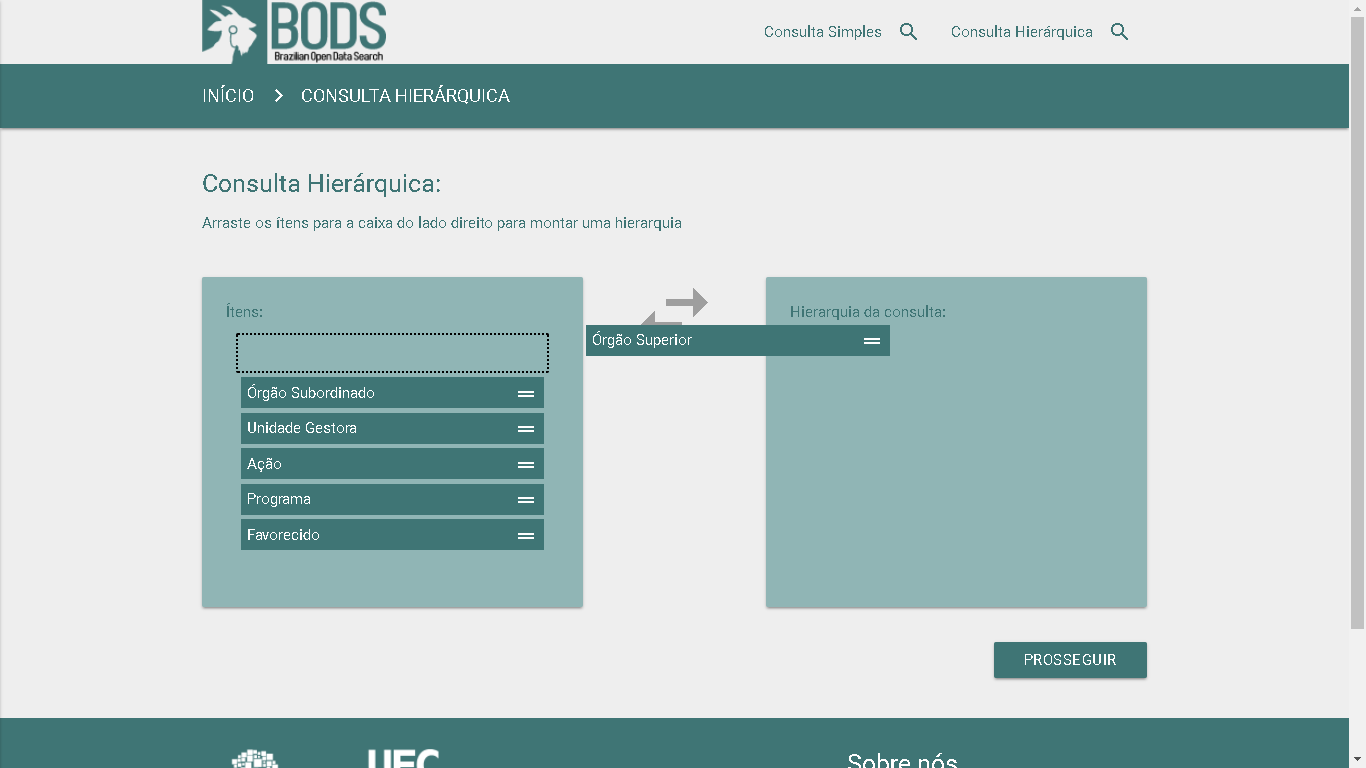 BODS
Brazilian Open Data Search
Consulta Simples
Consulta Hierárquica
INÍCIO
CONSULTA HIERÁRQUICA
Consulta Hierárquica:
Arraste os ítens para a caixa do lado direito para montar uma hierarquia
Ítens:
Hierarquia da consulta:
Órgão Superior
Órgão Subordinado
Unidade Gestora
Ação
Programa
Favorecido
PROSSEGUIR
Sobre nós